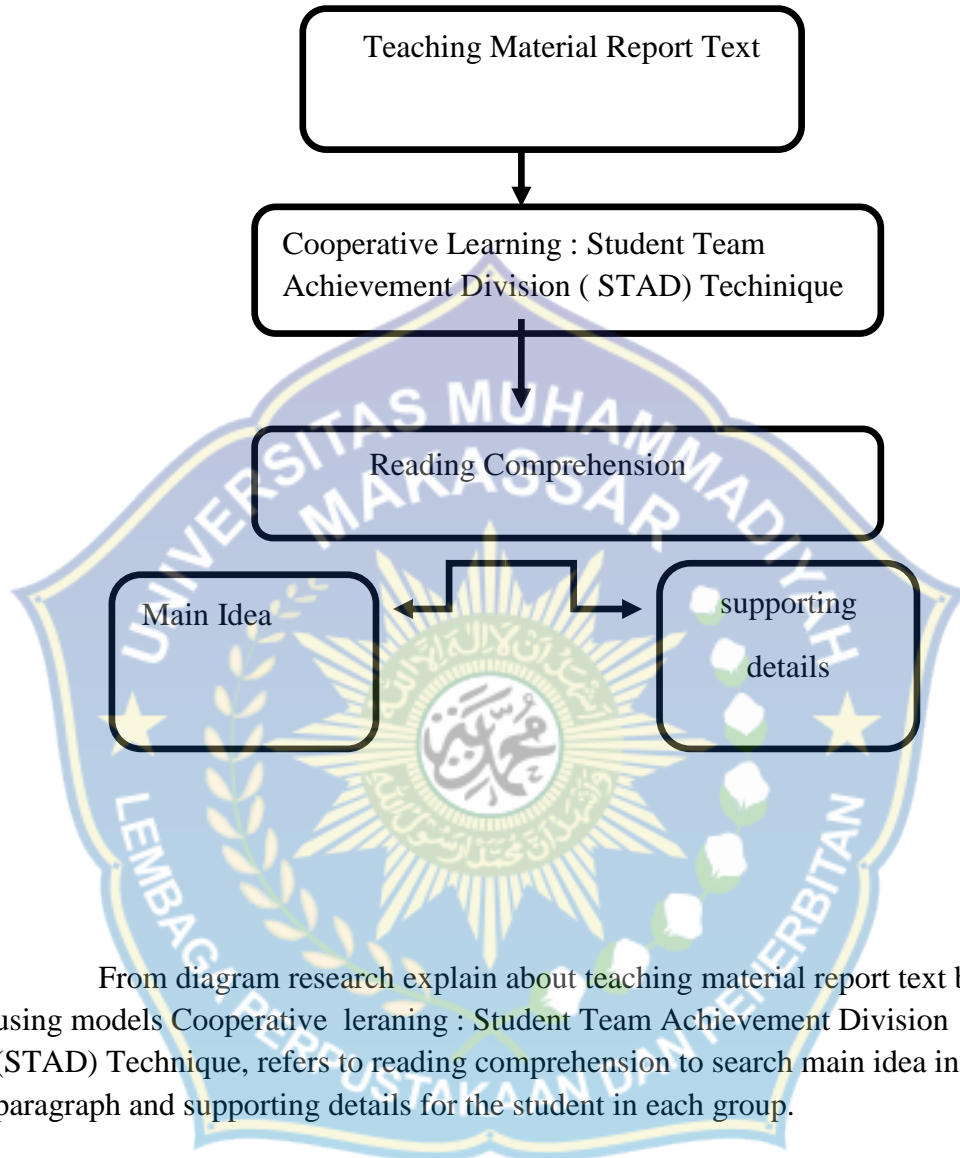 Teaching Material Report Text
Cooperative Learning : Student Team
Achievement Division ( STAD) Techinique
UNIVERSITAS MUHAMMADIYAH
MAKASSAR
Reading Comprehension
Main Idea
supporting
details
محمدية
LEMBAGA PERPUSTAKAAN DAN PENERBITAN
From diagram research explain about teaching material report text b
using models Cooperative leraning : Student Team Achievement Division
(STAD) Technique, refers to reading comprehension to search main idea in
paragraph and supporting details for the student in each group.